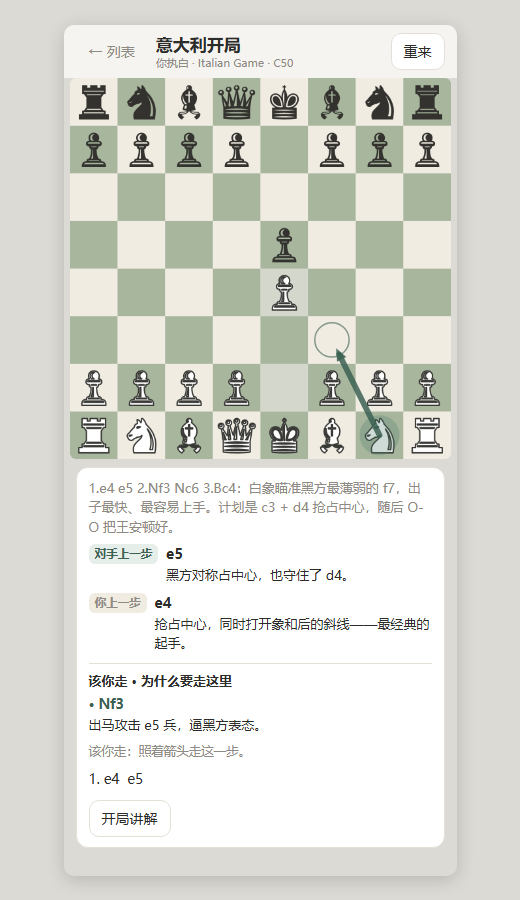 ← 列表
意大利开局
你执白 · Italian Game · C50
重来
1.e4 e5 2.Nf3 Nc6 3.Bc4：白象瞄准黑方最薄弱的 f7，出
子最快、最容易上手。计划是 c3 + d4 抢占中心，随后 O-
O 把王安顿好。
对手上一步 e5
黑方对称占中心，也守住了 d4。
你上一步 e4
抢占中心，同时打开象和后的斜线——最经典的
起手。
该你走 • 为什么要走这里
• Nf3
出马攻击 e5 兵，逼黑方表态。
该你走：照着箭头走这一步。
1. e4 e5
开局讲解